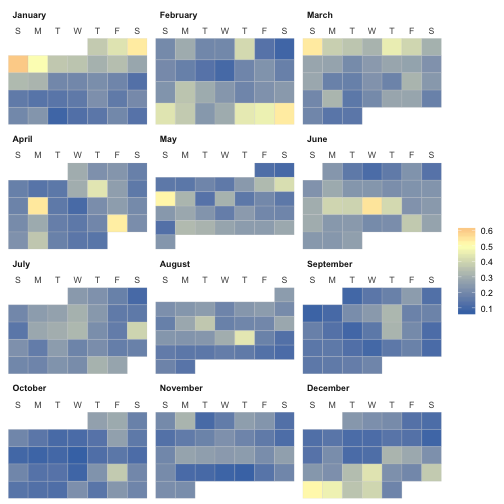 January
S M T W T F S
February
S M T W T F S
March
S M T W T F S
April
S M T W T F S
May
S M T W T F S
June
S M T W T F S
0.6
0.5
0.4
0.3
0.2
0.1
July
S M T W T F S
August
S M T W T F S
September
S M T W T F S
October
S M T W T F S
November
S M T W T F S
December
S M T W T F S